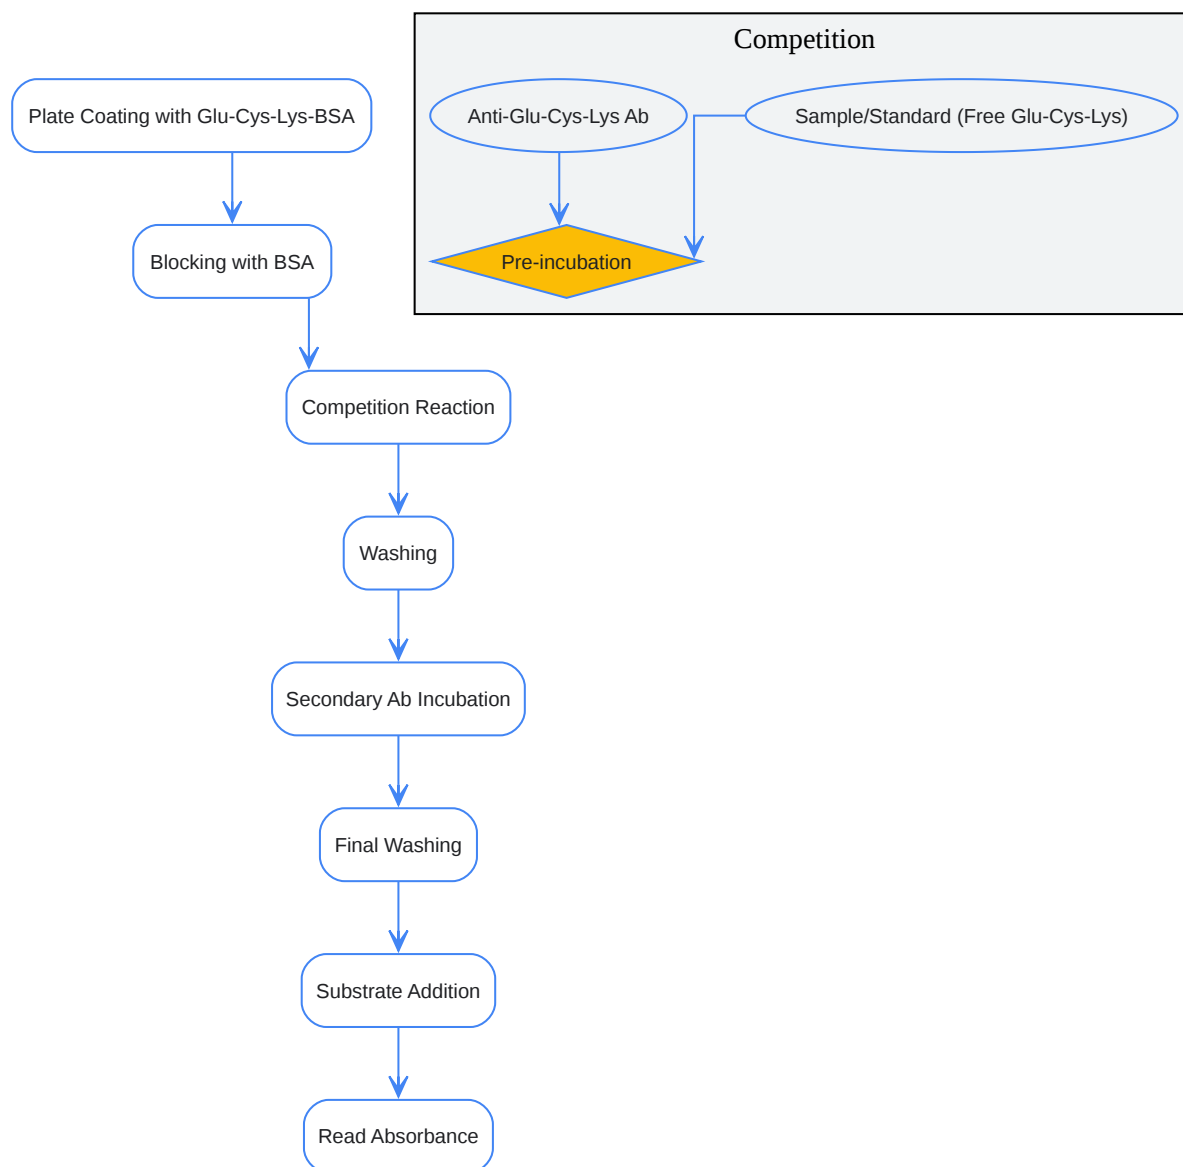 Competition
Plate Coating with Glu-Cys-Lys-BSA
Anti-Glu-Cys-Lys Ab
Sample/Standard (Free Glu-Cys-Lys)
Blocking with BSA
Pre-incubation
Competition Reaction
Washing
Secondary Ab Incubation
Final Washing
Substrate Addition
Read Absorbance